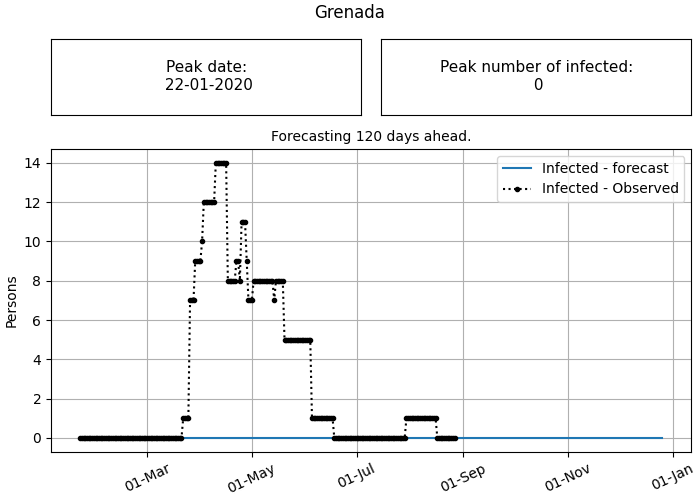 Grenada
Peak date:
22-01-2020
Peak number of infected:
0
Forecasting 120 days ahead.
Infected - forecast
Infected - Observed
Persons
14
12
10
8
6
4
2
0
01-Mar
01-May
01-Jul
01-Sep
01-Nov
01-Jan